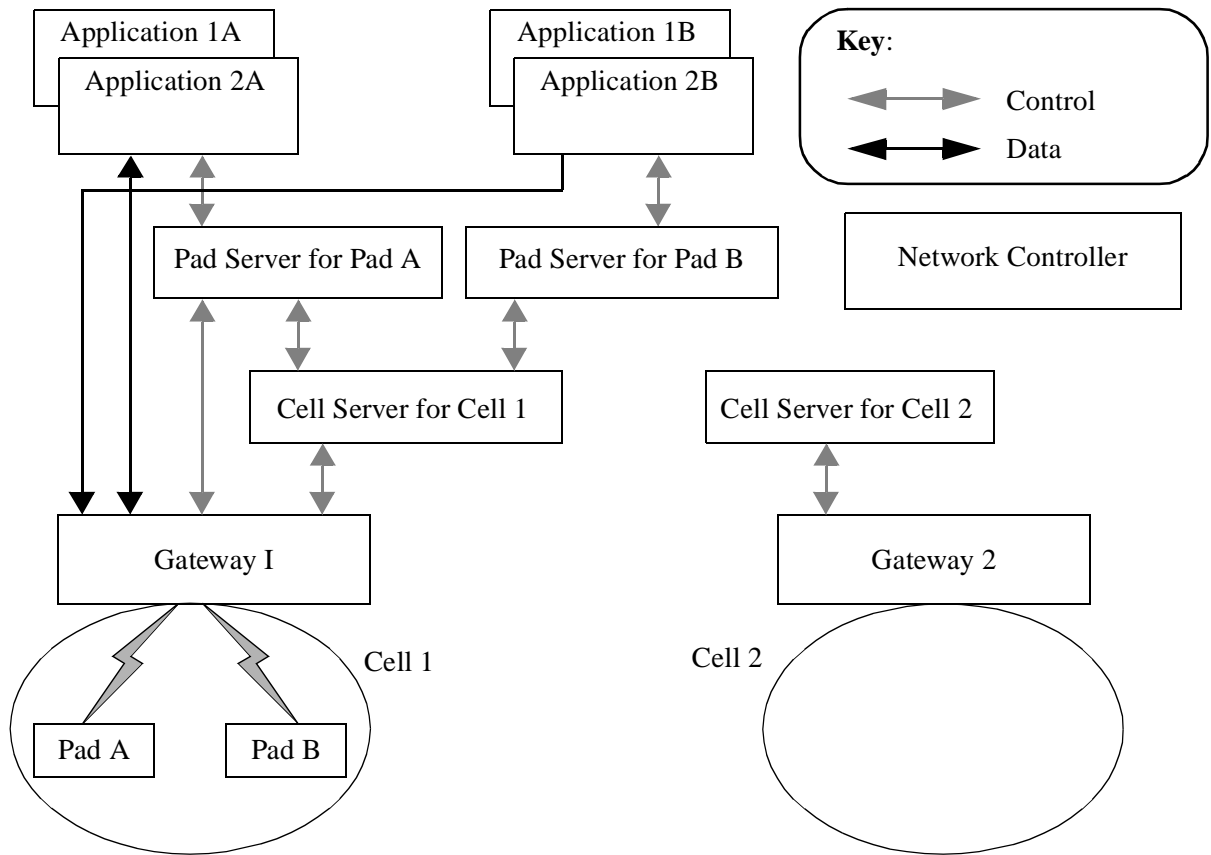 Application 1A
Application 2A
Application 1B
Application 2B
Key:
Control
Data
Pad Server for Pad A
Pad Server for Pad B
Network Controller
Cell Server for Cell 1
Cell Server for Cell 2
Gateway I
Gateway 2
Cell 1
Cell 2
Pad A
Pad B